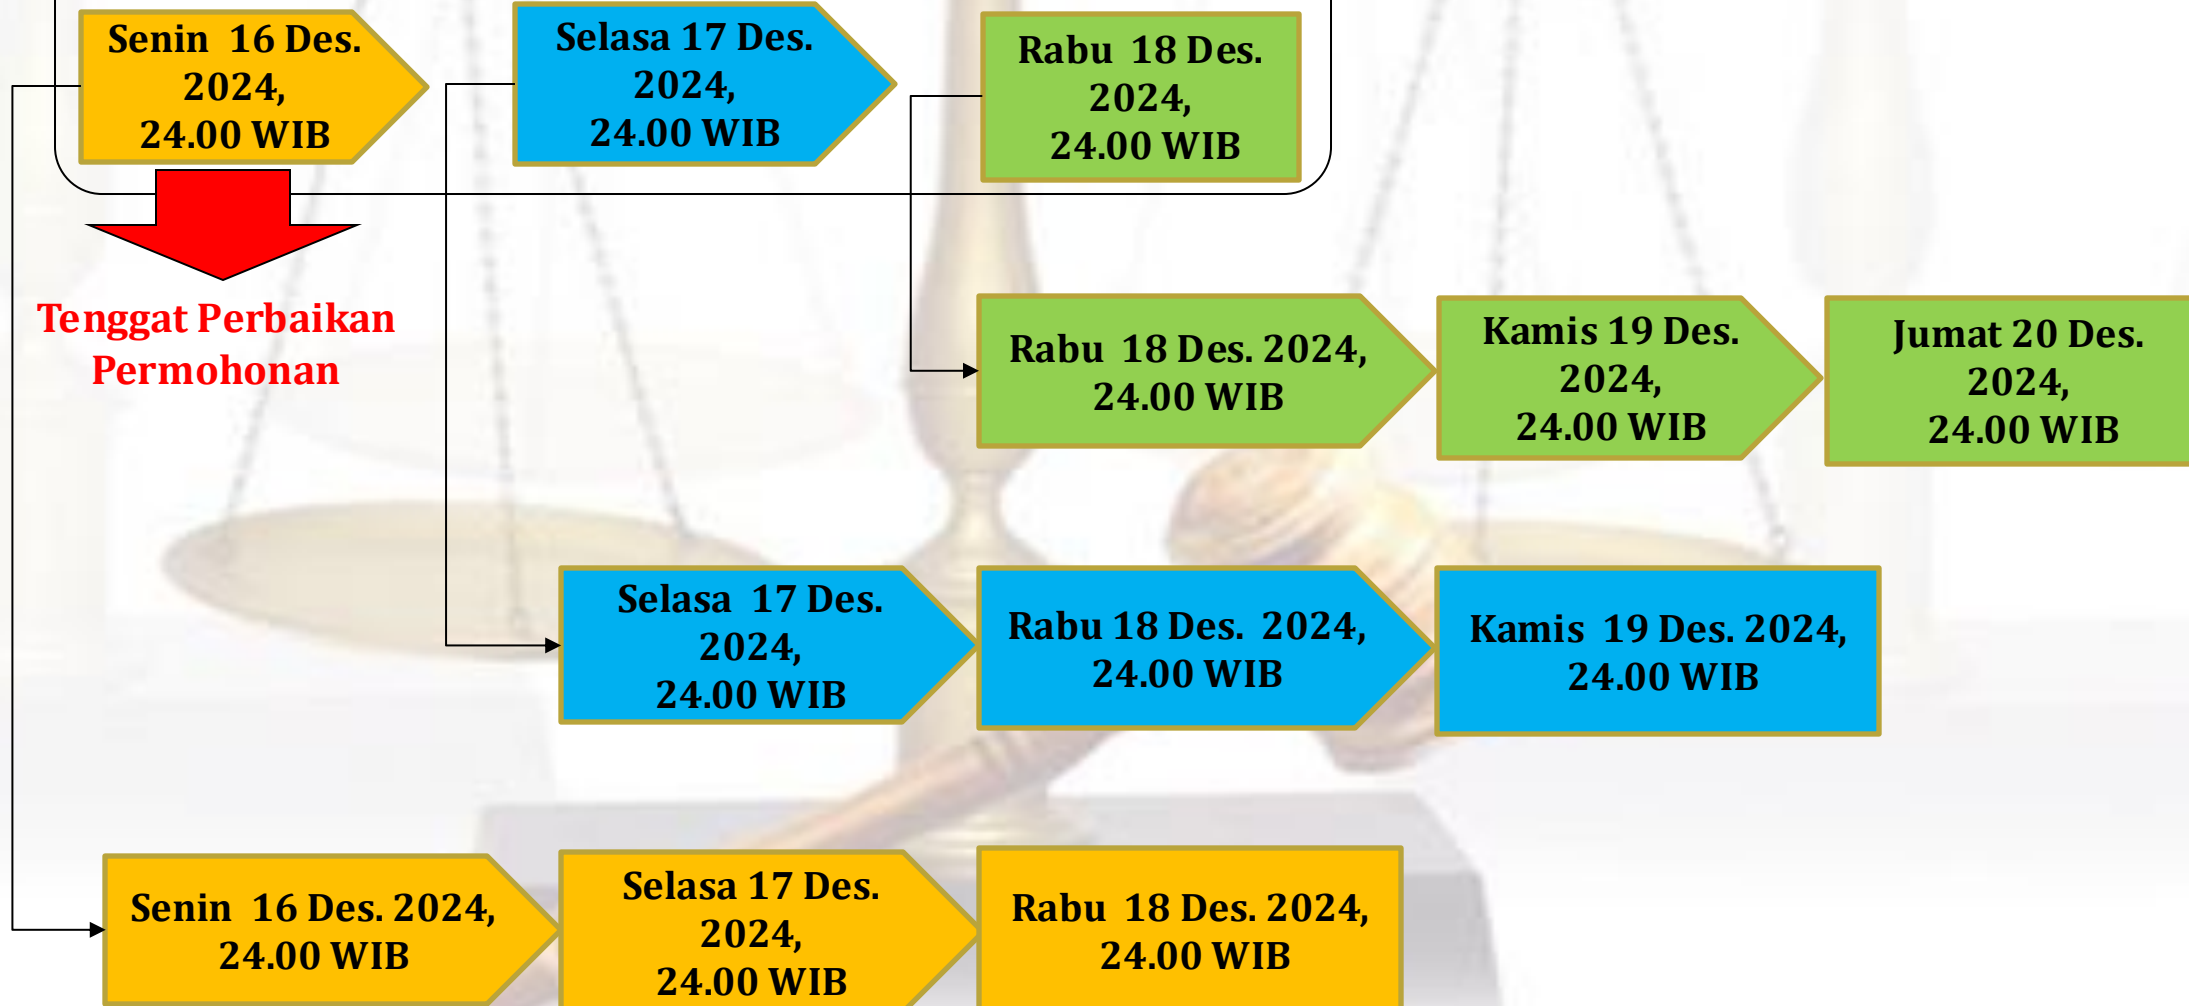 Senin 16 Des.
2024,
24.00 WIB
Selasa 17 Des.
2024,
24.00 WIB
Rabu 18 Des.
2024,
24.00 WIB
Tenggat Perbaikan
Permohonan
Rabu 18 Des. 2024,
24.00 WIB
Kamis 19 Des.
2024,
24.00 WIB
Jumat 20 Des.
2024,
24.00 WIB
Selasa 17 Des.
2024,
24.00 WIB
Rabu 18 Des. 2024,
24.00 WIB
Kamis 19 Des. 2024,
24.00 WIB
Senin 16 Des. 2024,
24.00 WIB
Selasa 17 Des.
2024,
24.00 WIB
Rabu 18 Des. 2024,
24.00 WIB